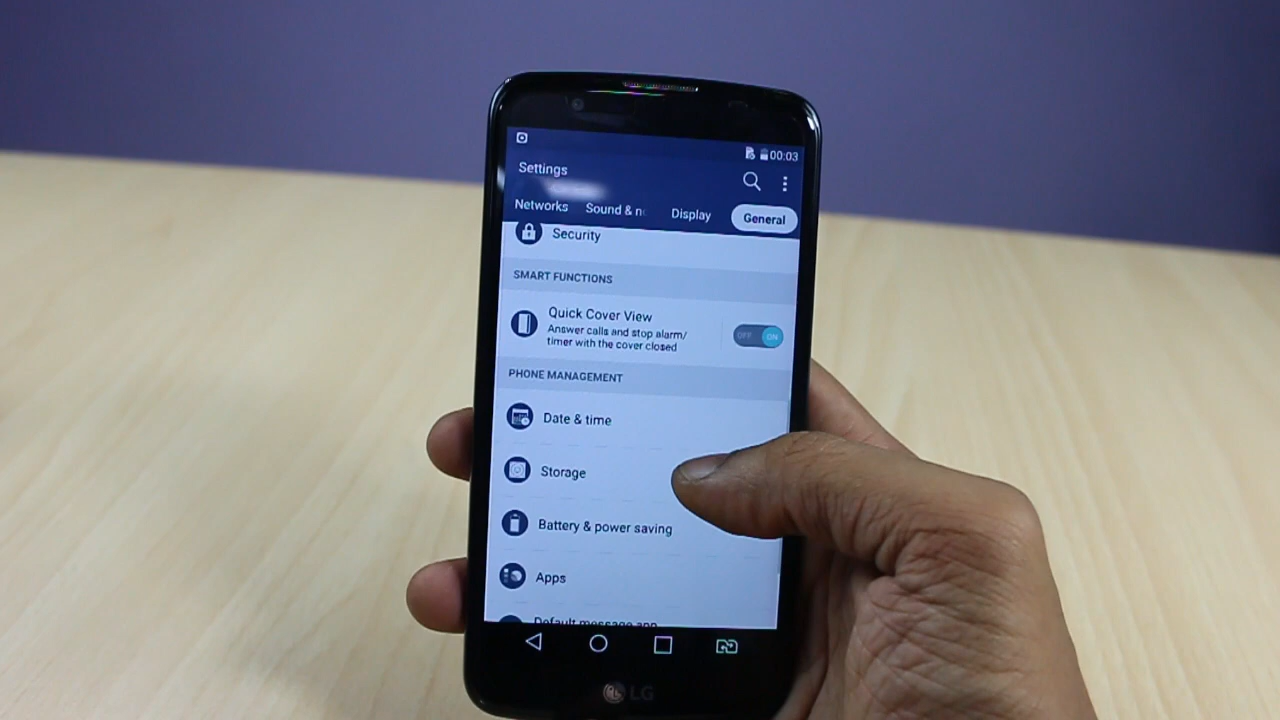 00:03
Settings
Networks Sound & n Display General
Security
SMART FUNCTIONS
Quick Cover View
Answer calls and stop alarm/
timer with the cover closed
OFF ON
PHONE MANAGEMENT
Date & time
Storage
Battery & power saving
Apps
Default message app
LG